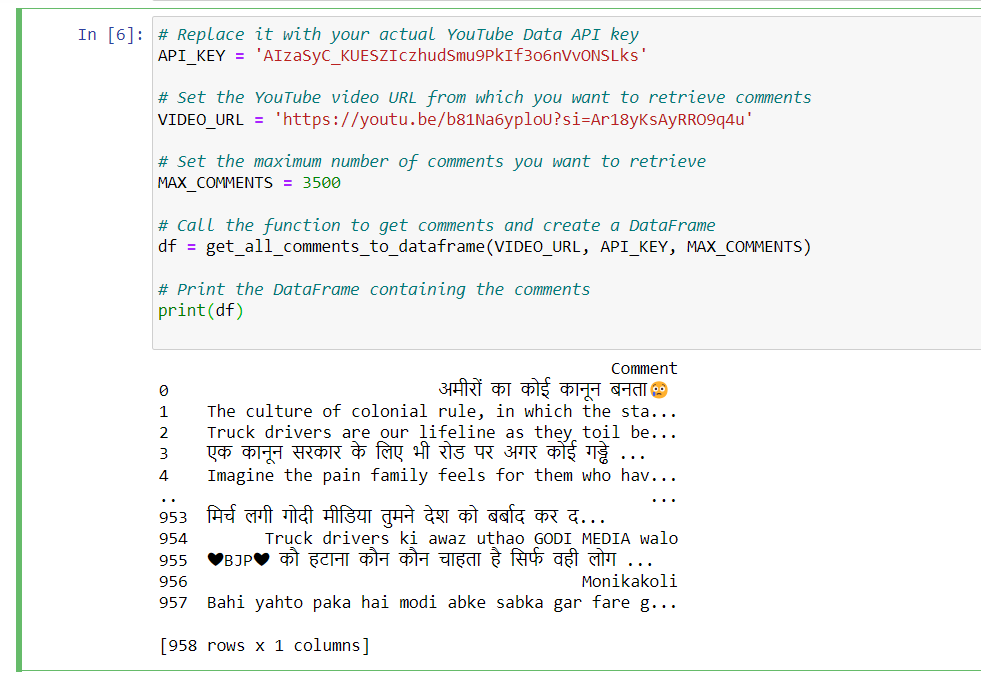 In [6]: # Replace it with your actual YouTube Data API key
API_KEY = 'AIzaSyC_KUESZIczhudSmu9PkIf3o6nVvONSLks'
# Set the YouTube video URL from which you want to retrieve comments
VIDEO_URL = 'https://youtu.be/b81Na6yploU?si=Ar18yKsAyRRO9q4u'
# Set the maximum number of comments you want to retrieve
MAX_COMMENTS = 3500
# Call the function to get comments and create a DataFrame
df = get_all_comments_to_dataframe(VIDEO_URL, API_KEY, MAX_COMMENTS)
# Print the DataFrame containing the comments
print(df)
Comment
0 अमीरों का कोई कानून बनता😢
1 The culture of colonial rule, in which the sta...
2 Truck drivers are our lifeline as they toil be...
3 एक कानून सरकार के लिए भी रोड पर अगर कोई गड्ढे ...
4 Imagine the pain family feels for them who hav...
.. ...
953 मिर्च लगी गोदी मीडिया तुमने देश को बर्बाद कर द...
954 Truck drivers ki awaz uthao GODI MEDIA walo
955 ♥BJP♥ कौ हटाना कौन कौन चाहता है सिर्फ वही लोग ...
956 Monikakoli
957 Bahi yahto paka hai modi abke sabka gar fare g...
[958 rows x 1 columns]